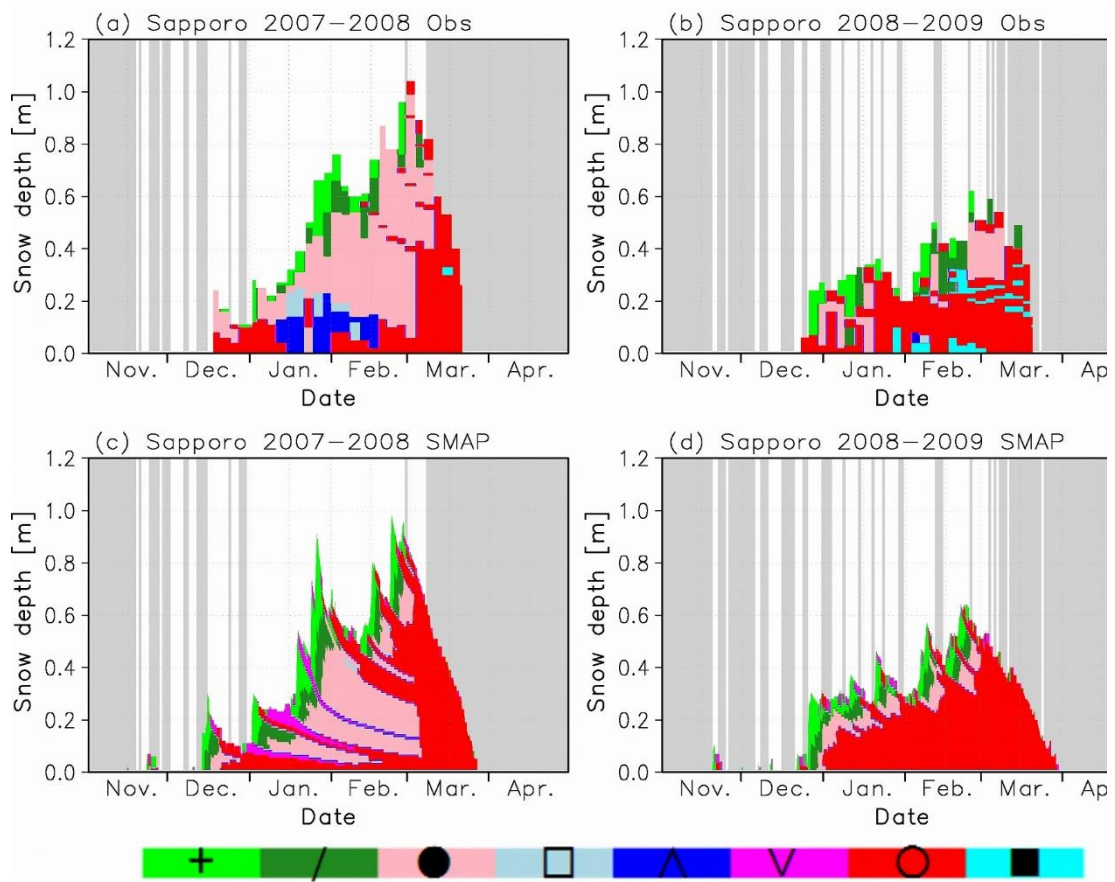 (a) Sapporo 2007-2008 Obs
(b) Sapporo 2008-2009 Obs
1.2
1.0
0.8
0.6
0.4
0.2
0.0
Snow depth [m]
Nov. Dec. Jan. Feb. Mar. Apr.
Date
1.2
1.0
0.8
0.6
0.4
0.2
0.0
Snow depth [m]
Nov. Dec. Jan. Feb. Mar. Ap
Date
(c) Sapporo 2007-2008 SMAP
(d) Sapporo 2008-2009 SMAP
1.2
1.0
0.8
0.6
0.4
0.2
0.0
Snow depth [m]
Nov. Dec. Jan. Feb. Mar. Apr.
Date
1.2
1.0
0.8
0.6
0.4
0.2
0.0
Snow depth [m]
Nov. Dec. Jan. Feb. Mar. Ap
Date
+ / ● □ ∧ ∨ ○ ■